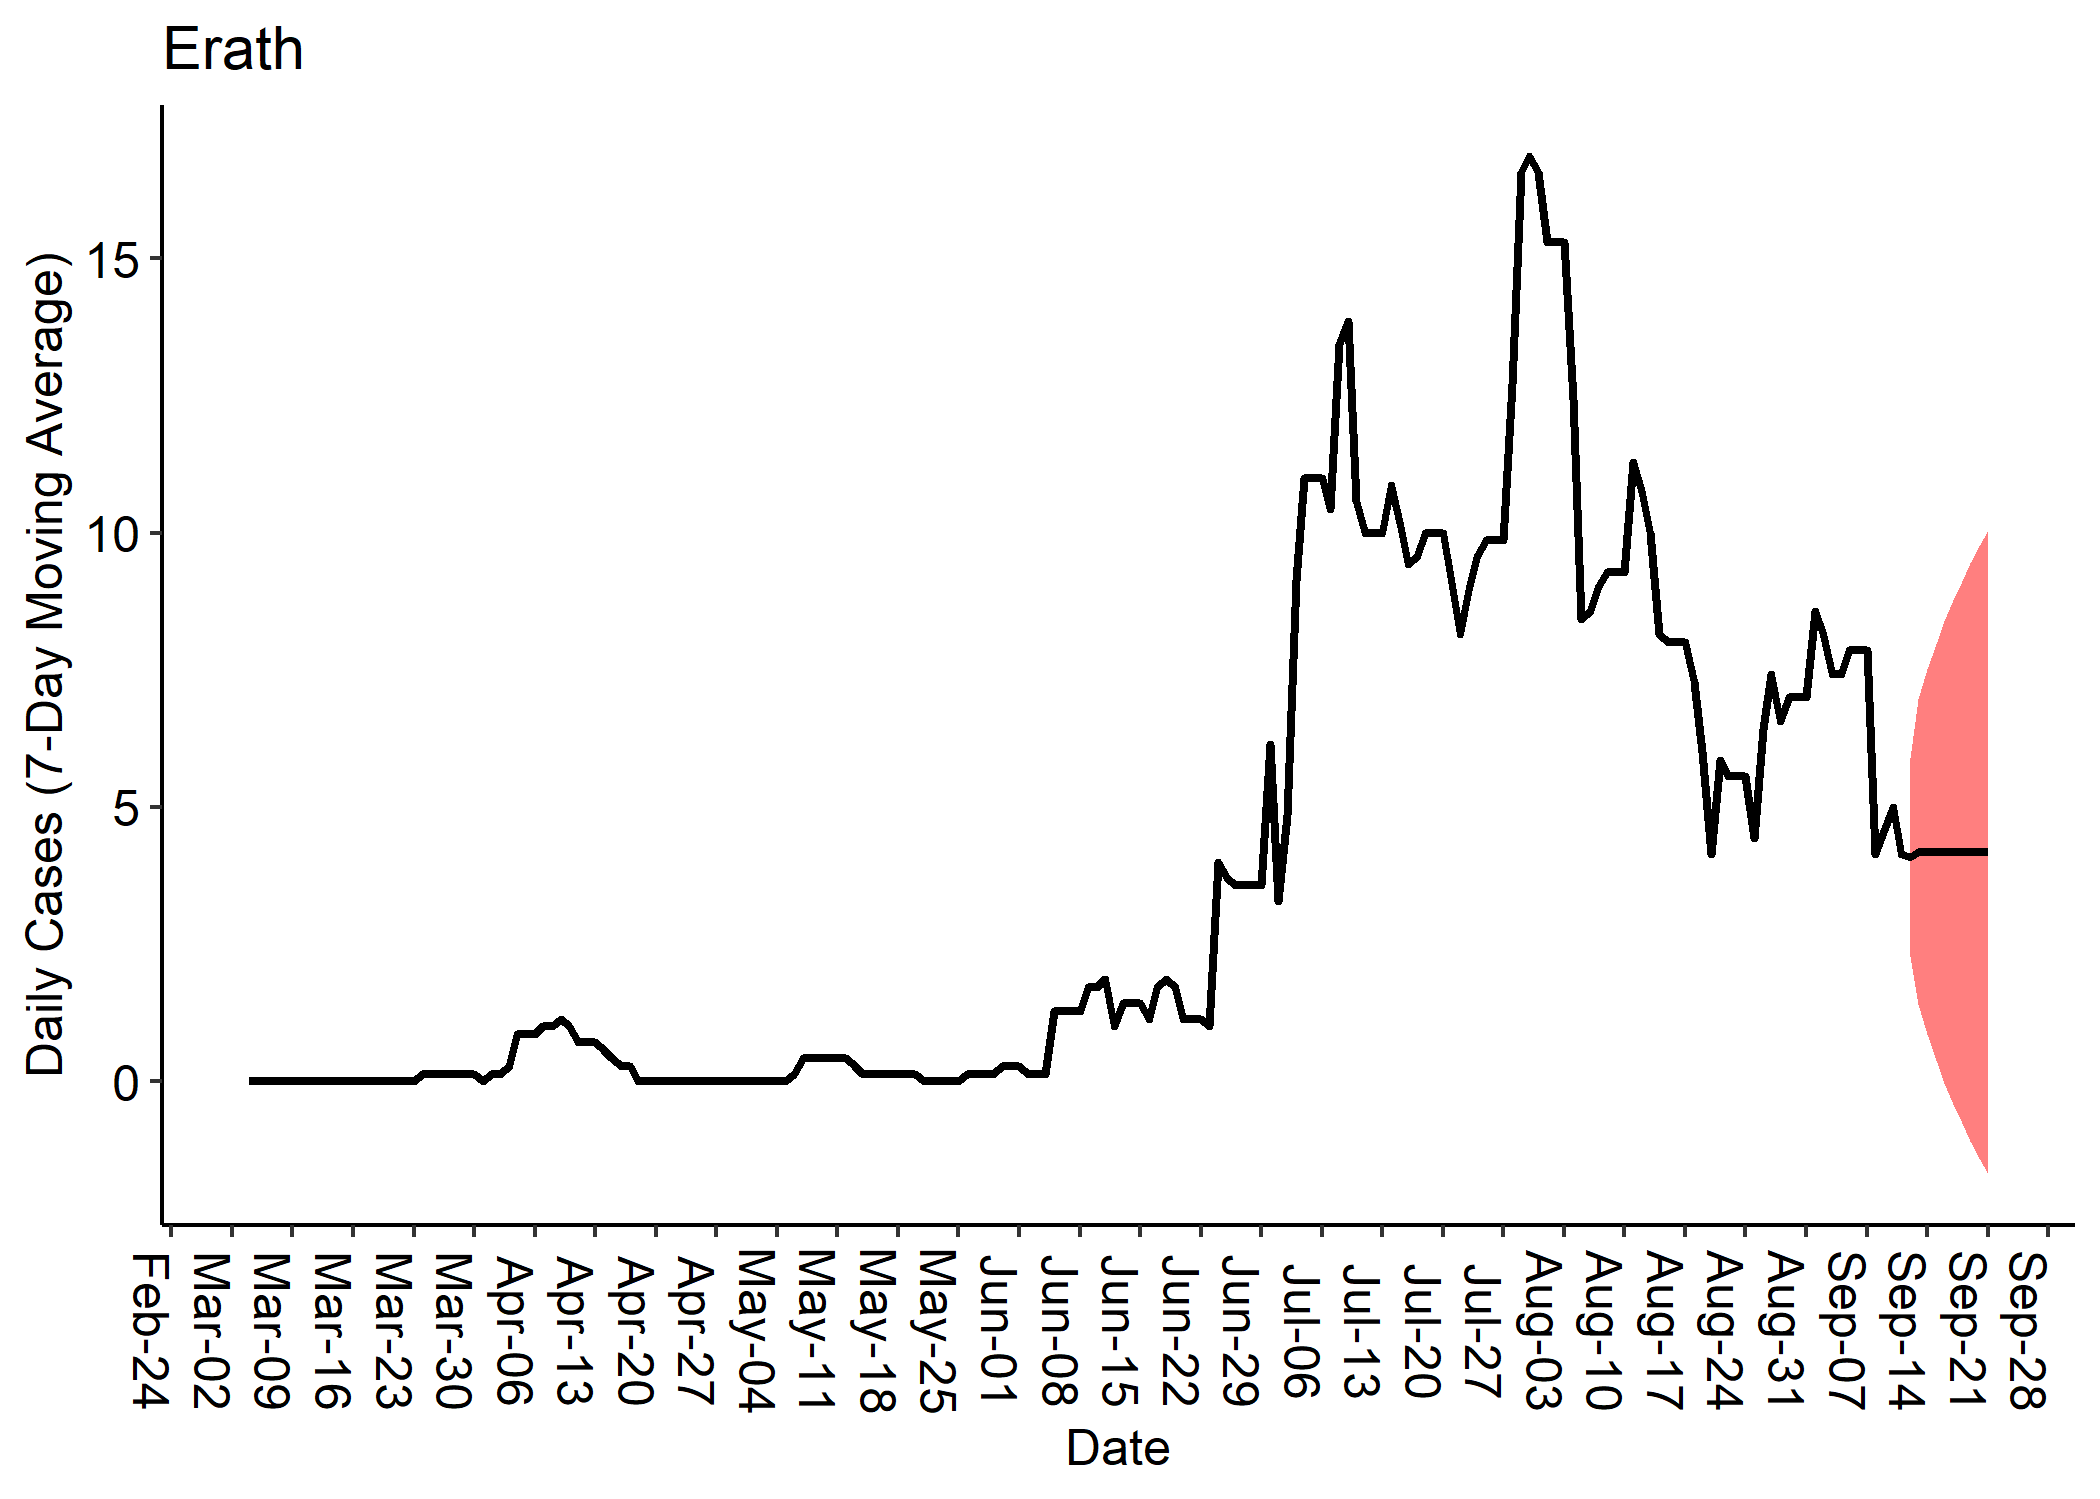 Erath
Daily Cases (7-Day Moving Average)
15
10
5
0
Feb-24
Mar-02
Mar-09
Mar-16
Mar-23
Mar-30
Apr-06
Apr-13
Apr-20
Apr-27
May-04
May-11
May-18
May-25
Jun-01
Jun-08
Jun-15
Jun-22
Jun-29
Jul-06
Jul-13
Jul-20
Jul-27
Aug-03
Aug-10
Aug-17
Aug-24
Aug-31
Sep-07
Sep-14
Sep-21
Sep-28
Date